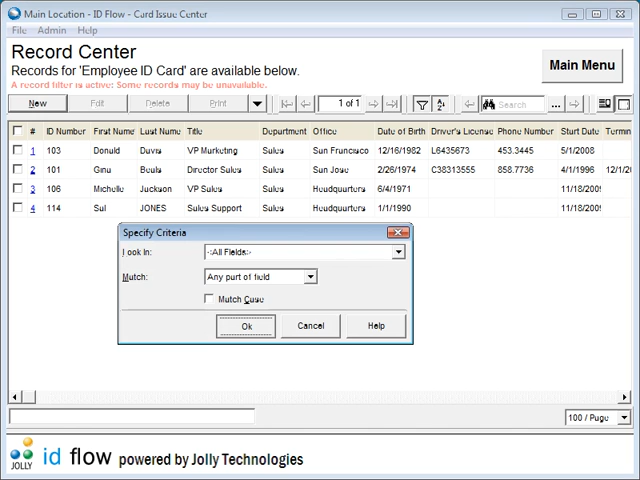 Main Location - ID Flow - Card Issue Center
File Admin Help
Record Center
Records for 'Employee ID Card' are available below.
A record filter is active: Some records may be unavailable.
Main Menu
New Edit Delete Print 1 of 1 Search ...
# ID Number First Name Last Name Title Department Office Date of Birth Driver's License Phone Number Start Date Termin
1 103 Donald Davis VP Marketing Sales San Francisco 12/16/1982 L6435673 453.3445 5/1/2008
2 101 Gina Beals Director Sales Sales San Jose 2/26/1974 C38313555 858.7736 4/1/1996 12/1/2
3 106 Michelle Jackson VP Sales Sales Headquarters 6/4/1971 11/18/200
4 114 Sal JONES Sales Support Sales Headquarters 1/1/1990 11/18/200
Specify Criteria
Look In: <All Fields>
Match: Any part of field
Match Case
Ok Cancel Help
100 / Page
JOLLY
id flow powered by Jolly Technologies